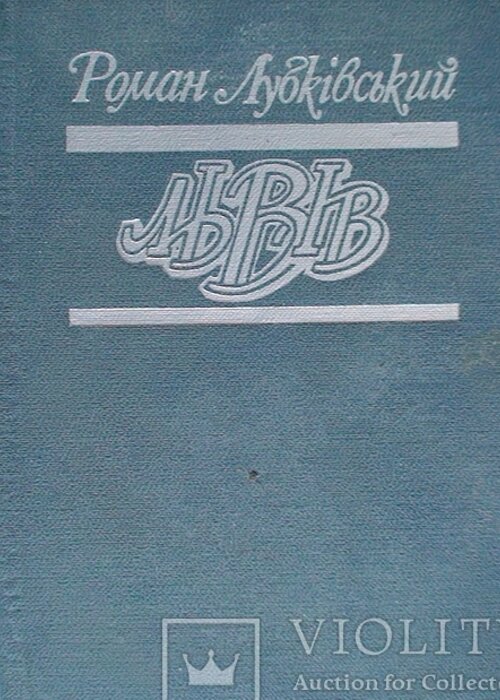 Роман Лубківський
ЛЬВІВ
VIOLIT
Auction for Collect